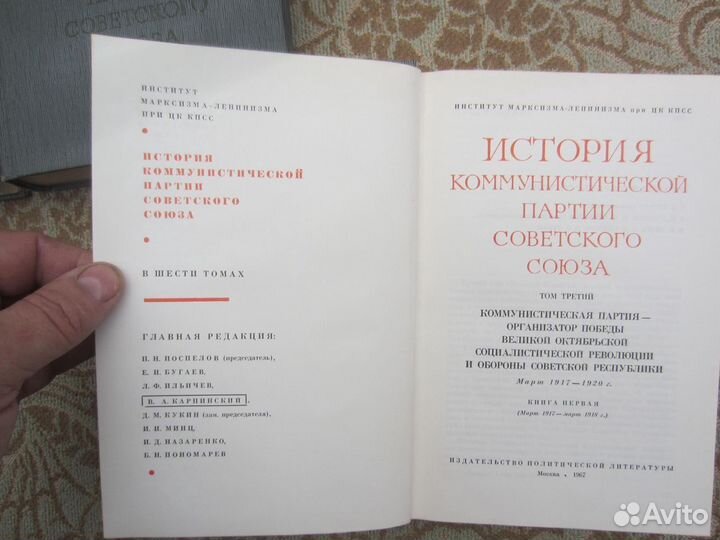 СОВЕТСКОГО
ИНСТИТУТ
МАРКСИЗМА-ЛЕНИНИЗМА
ПРИ ЦК КПСС
ИСТОРИЯ
КОММУНИСТИЧЕСКОЙ
ПАРТИИ
СОВЕТСКОГО
СОЮЗА
В ШЕСТИ ТОМАХ
ГЛАВНАЯ РЕДАКЦИЯ:
П. Н. ПОСПЕЛОВ (председатель),
Е. И. БУГАЕВ,
Л. Ф. ИЛЬИЧЕВ,
В. А. КАРПИНСКИЙ,
Д. М. КУКИН (зам. председателя),
И. И. МИНЦ,
И. Д. НАЗАРЕНКО,
Б. Н. ПОНОМАРЕВ
ИНСТИТУТ МАРКСИЗМА-ЛЕНИНИЗМА при ЦК КПСС
ИСТОРИЯ
КОММУНИСТИЧЕСКОЙ
ПАРТИИ
СОВЕТСКОГО
СОЮЗА
ТОМ ТРЕТИЙ
КОММУНИСТИЧЕСКАЯ ПАРТИЯ—
ОРГАНИЗАТОР ПОБЕДЫ
ВЕЛИКОЙ ОКТЯБРЬСКОЙ
СОЦИАЛИСТИЧЕСКОЙ РЕВОЛЮЦИИ
И ОБОРОНЫ СОВЕТСКОЙ РЕСПУБЛИКИ
Март 1917—1920 г.
КНИГА ПЕРВАЯ
(Март 1917—март 1918 г.)
ИЗДАТЕЛЬСТВО ПОЛИТИЧЕСКОЙ ЛИТЕРАТУРЫ
Москва • 1967
Avito